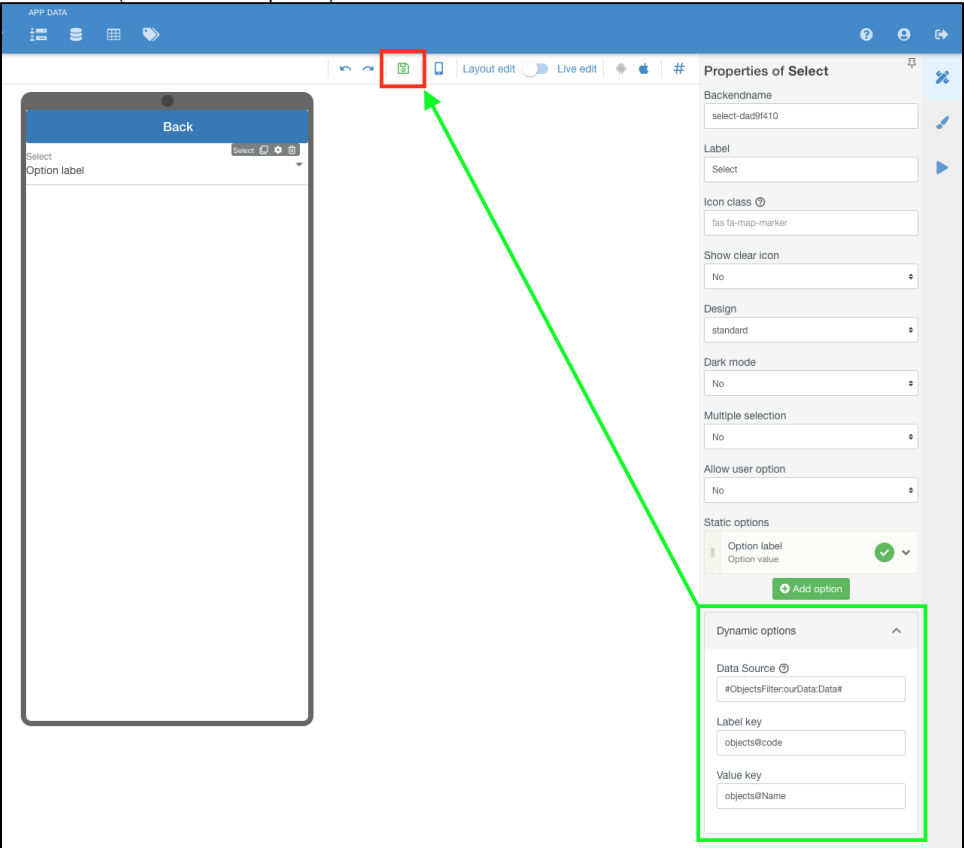 APP DATA
Layout edit Live edit #
Back
Select
Select
Option label
Properties of Select
Backendname
select-dad9f410
Label
Select
Icon class
fas fa-map-marker
Show clear icon
No
Design
standard
Dark mode
No
Multiple selection
No
Allow user option
No
Static options
Option label
Option value
Add option
Dynamic options
Data Source
#ObjectsFilter:ourData:Data#
Label key
objects@code
Value key
objects@Name